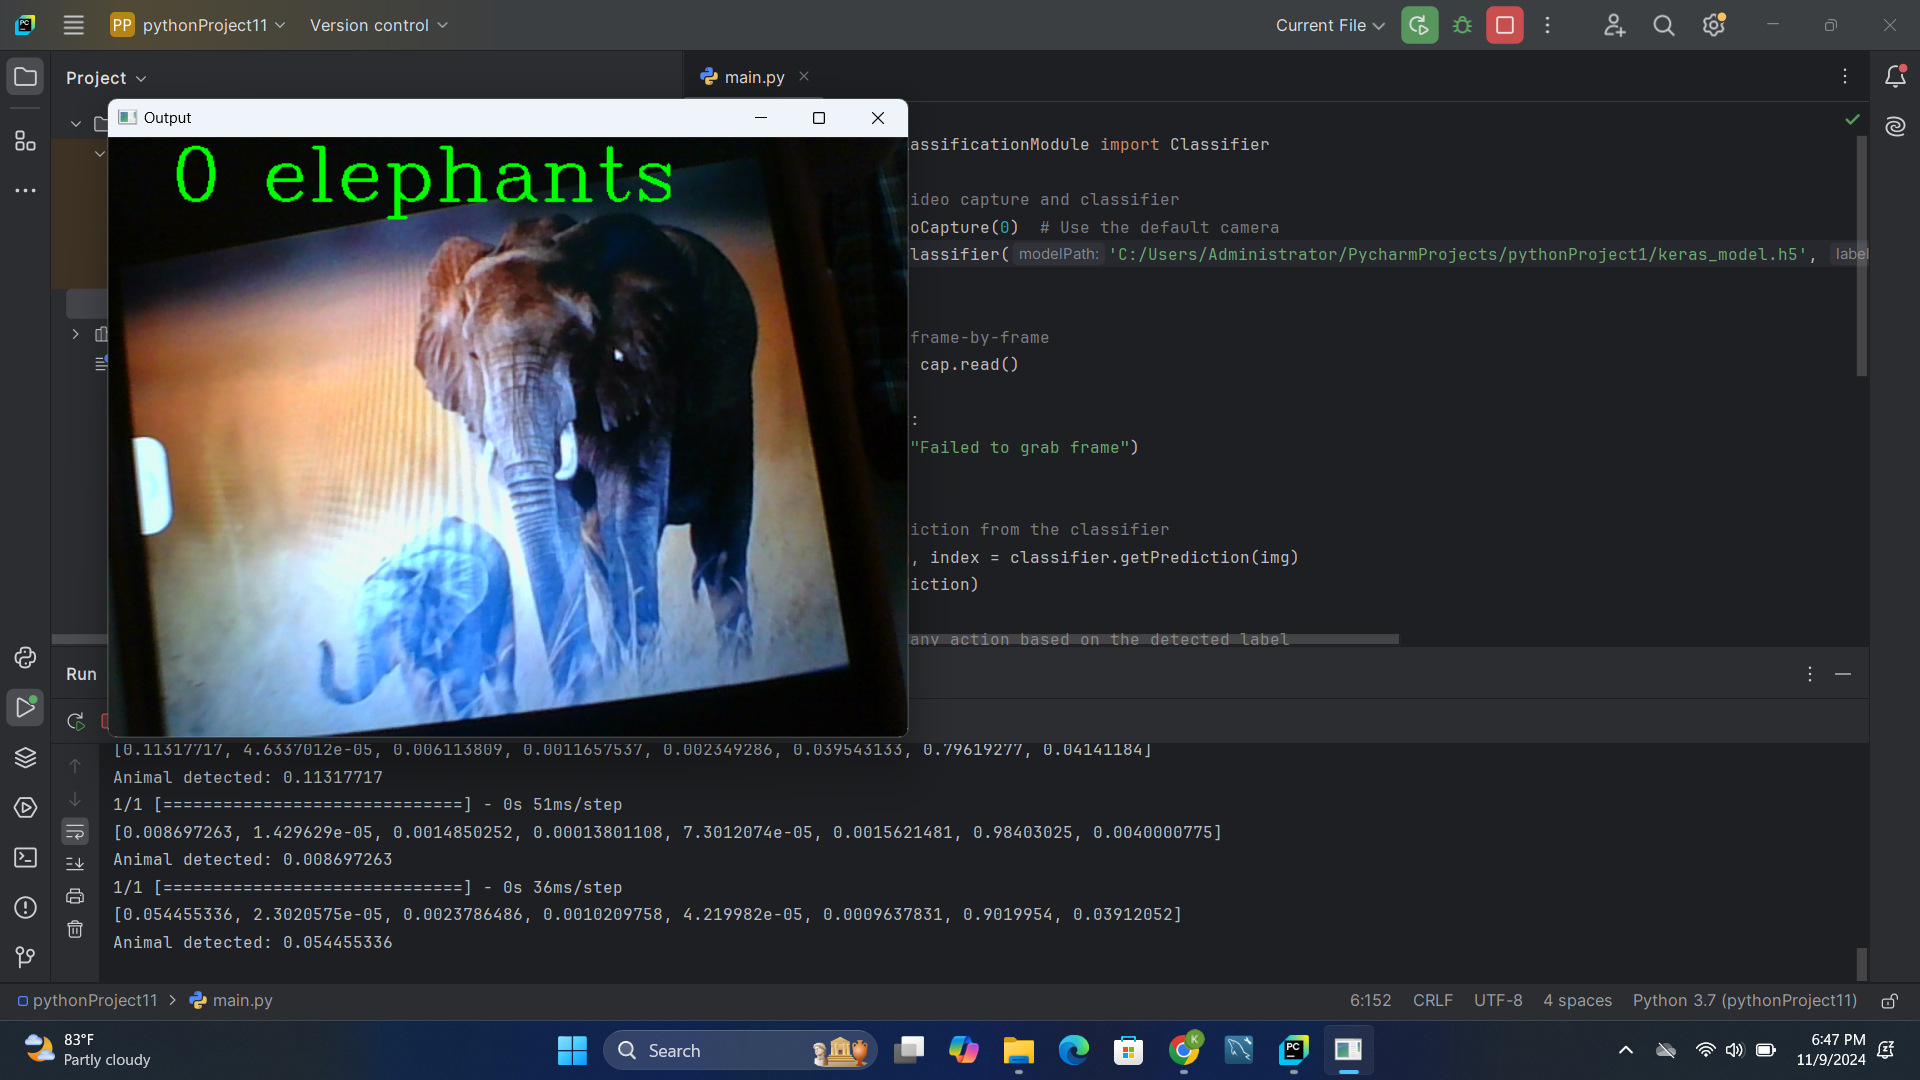 PP pythonProject11
Version control
Current File
Project
main.py
Output
0 elephants
assificationModule import Classifier
ideo capture and classifier
oCapture(0)  # Use the default camera
lassifier( modelPath: 'C:/Users/Administrator/PycharmProjects/pythonProject1/keras_model.h5', label
frame-by-frame
cap.read()
:
"Failed to grab frame")
iction from the classifier
, index = classifier.getPrediction(img)
iction)
any action based on the detected label
Run
[0.11317717, 4.6337012e-05, 0.006113809, 0.0011657537, 0.002349286, 0.039543133, 0.79619277, 0.04141184]
Animal detected: 0.11317717
1/1 [==============================] - 0s 51ms/step
[0.008697263, 1.429629e-05, 0.0014850252, 0.00013801108, 7.3012074e-05, 0.0015621481, 0.98403025, 0.0040000775]
Animal detected: 0.008697263
1/1 [==============================] - 0s 36ms/step
[0.054455336, 2.3020575e-05, 0.0023786486, 0.0010209758, 4.219982e-05, 0.0009637831, 0.9019954, 0.03912052]
Animal detected: 0.054455336
pythonProject11 > main.py
6:152 CRLF UTF-8 4 spaces Python 3.7 (pythonProject11)
83°F
Partly cloudy
Search
K
PC
6:47 PM
11/9/2024